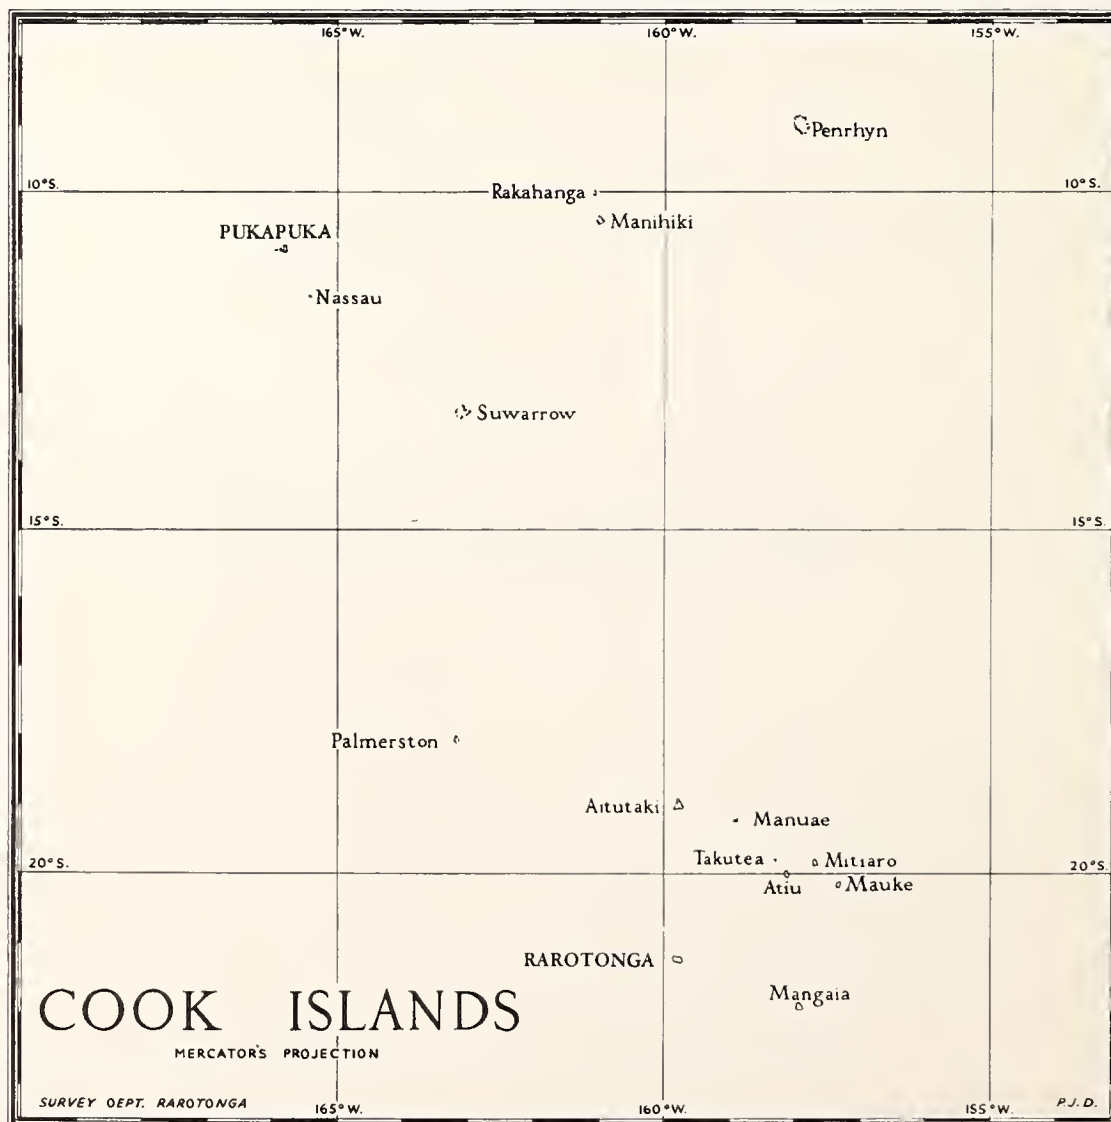 165°W. 160°W. 155°W.
Penrhyn
10°S. Rakahanga 10°S.
Manihiki
PUKAPUKA
Nassau
Suwarrow
15°S. 15°S.
Palmerston
Aitutaki
Manuae
Takutea Mitiaro
20°S. 20°S.
Atiu Mauke
RAROTONGA
Mangaia
COOK ISLANDS
MERCATOR'S PROJECTION
SURVEY DEPT. RAROTONGA 165°W. 160°W. 155°W. P.J.D.